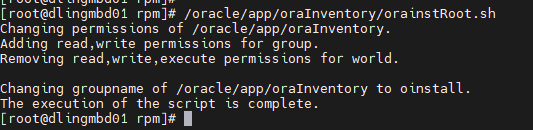 [root@dlingmbd01 rpm]# /oracle/app/oraInventory/orainstRoot.sh
Changing permissions of /oracle/app/oraInventory.
Adding read,write permissions for group.
Removing read,write,execute permissions for world.
Changing groupname of /oracle/app/oraInventory to oinstall.
The execution of the script is complete.
[root@dlingmbd01 rpm]#